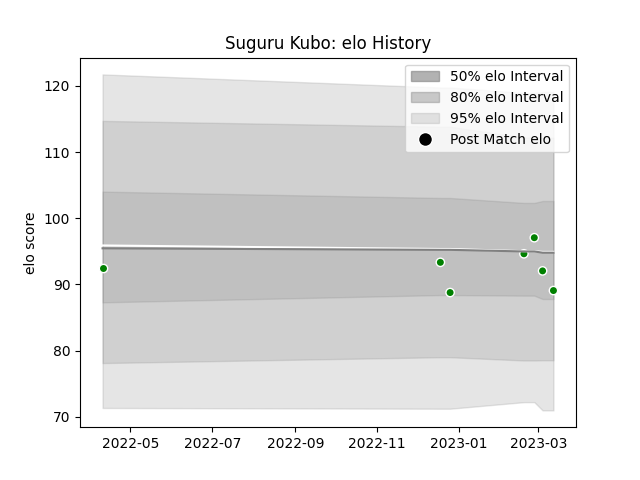 Suguru Kubo: elo History
50% elo Interval
80% elo Interval
95% elo Interval
Post Match elo
elo score
120
110
100
90
80
70
2022-05 2022-07 2022-09 2022-11 2023-01 2023-03